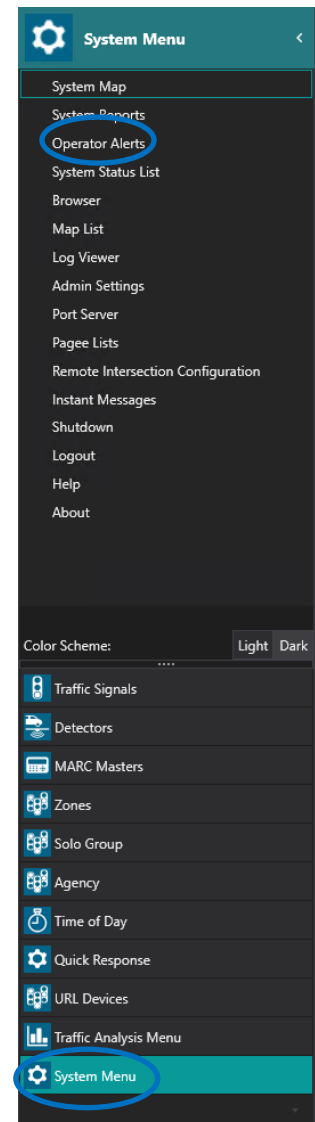 System Menu
System Map
System Reports
Operator Alerts
System Status List
Browser
Map List
Log Viewer
Admin Settings
Port Server
Pagee Lists
Remote Intersection Configuration
Instant Messages
Shutdown
Logout
Help
About
Color Scheme: Light Dark
Traffic Signals
Detectors
MARC Masters
Zones
Solo Group
Agency
Time of Day
Quick Response
URL Devices
Traffic Analysis Menu
System Menu